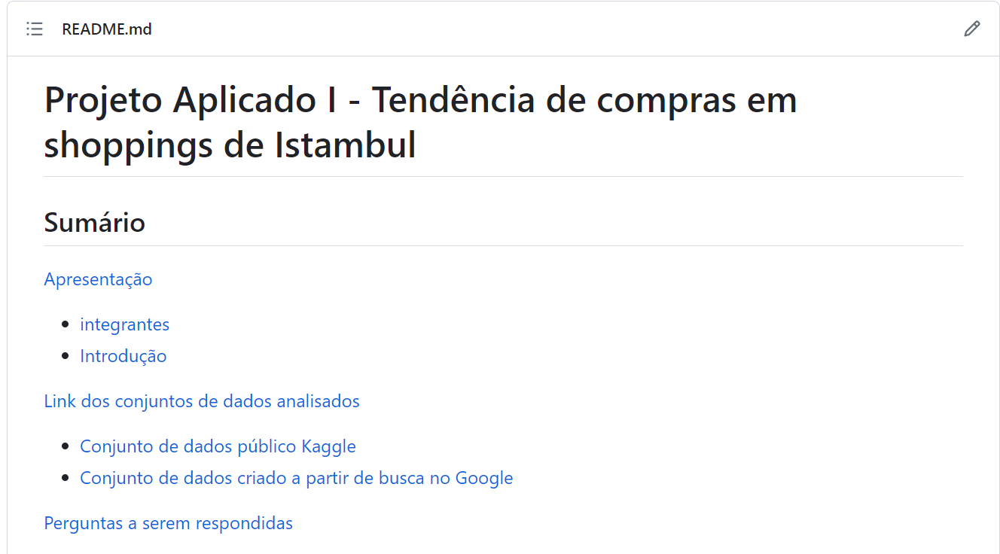 README.md
Projeto Aplicado I - Tendência de compras em
shoppings de Istambul
Sumário
Apresentação
integrantes
Introdução
Link dos conjuntos de dados analisados
Conjunto de dados público Kaggle
Conjunto de dados criado a partir de busca no Google
Perguntas a serem respondidas